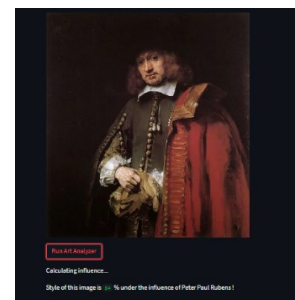 Run Art Analyzer
Calculating influence...
Style of this image is % under the influence of Peter Paul Rubens !